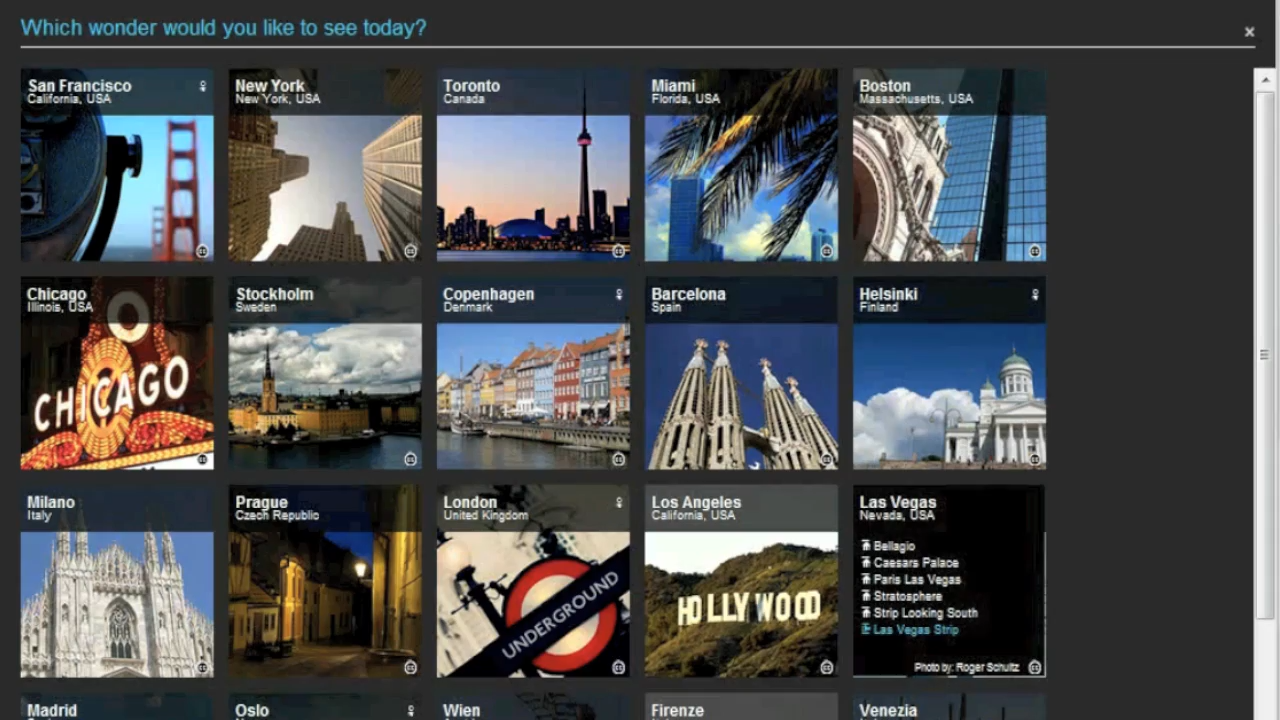 Which wonder would you like to see today?
×
San Francisco
California, USA
New York
New York, USA
Toronto
Canada
Miami
Florida, USA
Boston
Massachusetts, USA
Chicago
Illinois, USA
CHICAGO
Stockholm
Sweden
Copenhagen
Denmark
Barcelona
Spain
Helsinki
Finland
Milano
Italy
Prague
Czech Republic
London
United Kingdom
UNDERGROUND
Los Angeles
California, USA
HOLLYWOOD
Las Vegas
Nevada, USA
Bellagio
Caesars Palace
Paris Las Vegas
Stratosphere
Strip Looking South
Las Vegas Strip
Photo by: Roger Schultz
Madrid
Oslo
Wien
Firenze
Venezia